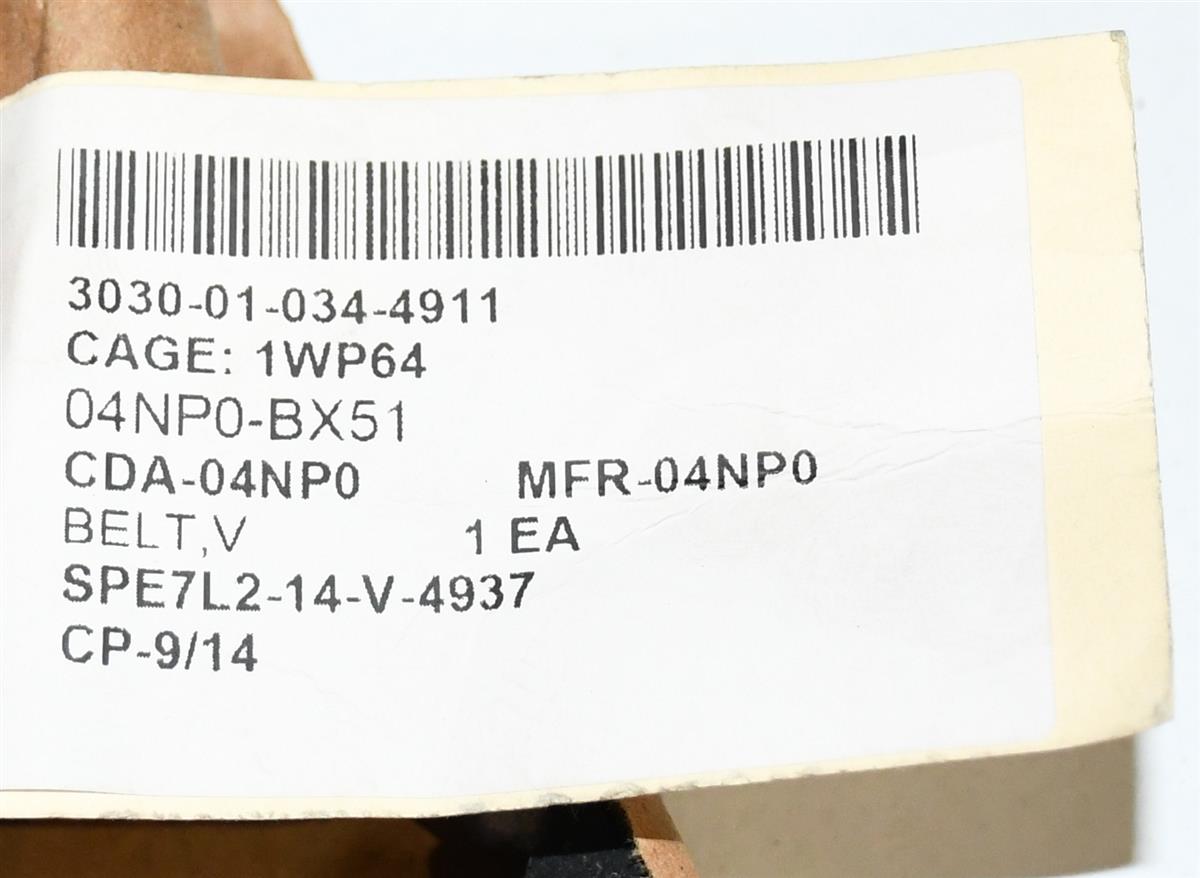 3030-01-034-4911
CAGE: 1WP64
04NP0-BX51
CDA-04NP0 MFR-04NP0
BELT,V 1 EA
SPE7L2-14-V-4937
CP-9/14